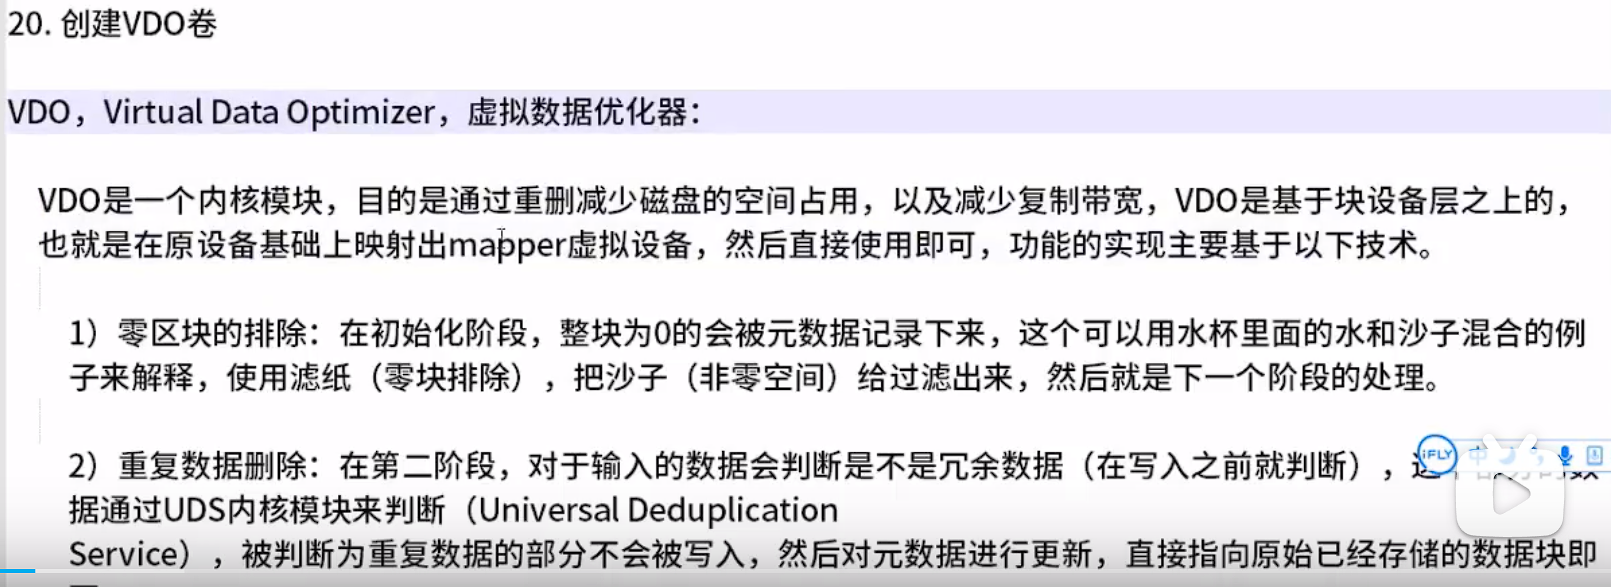 20. 创建VDO卷
VDO，Virtual Data Optimizer，虚拟数据优化器：
VDO是一个内核模块，目的是通过重删减少磁盘的空间占用，以及减少复制带宽，VDO是基于块设备层之上的，
也就是在原设备基础上映射出mapper虚拟设备，然后直接使用即可，功能的实现主要基于以下技术。
1）零区块的排除：在初始化阶段，整块为0的会被元数据记录下来，这个可以用水杯里面的水和沙子混合的例
子来解释，使用滤纸（零块排除），把沙子（非零空间）给过滤出来，然后就是下一个阶段的处理。
2）重复数据删除：在第二阶段，对于输入的数据会判断是不是冗余数据（在写入之前就判断），
iFLY 中
据通过UDS内核模块来判断（Universal Deduplication
Service），被判断为重复数据的部分不会被写入，然后对元数据进行更新，直接指向原始已经存储的数据块即